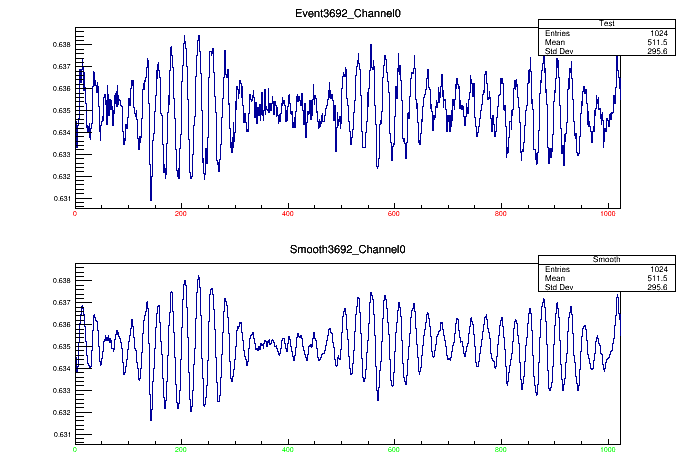 Event3692_Channel0
Test
Entries 1024
Mean 511.5
Std Dev 295.6
0.638
0.637
0.636
0.635
0.634
0.633
0.632
0.631
0 200 400 600 800 1000
Smooth3692_Channel0
Smooth
Entries 1024
Mean 511.5
Std Dev 295.6
0.638
0.637
0.636
0.635
0.634
0.633
0.632
0.631
0 200 400 600 800 1000